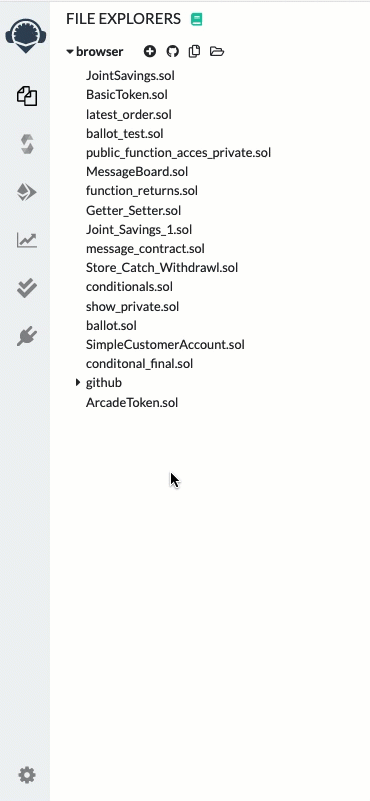 FILE EXPLORERS
browser
JointSavings.sol
BasicToken.sol
latest_order.sol
ballot_test.sol
public_function_acces_private.sol
MessageBoard.sol
function_returns.sol
Getter_Setter.sol
Joint_Savings_1.sol
message_contract.sol
Store_Catch_Withdrawl.sol
conditionals.sol
show_private.sol
ballot.sol
SimpleCustomerAccount.sol
conditonal_final.sol
github
ArcadeToken.sol